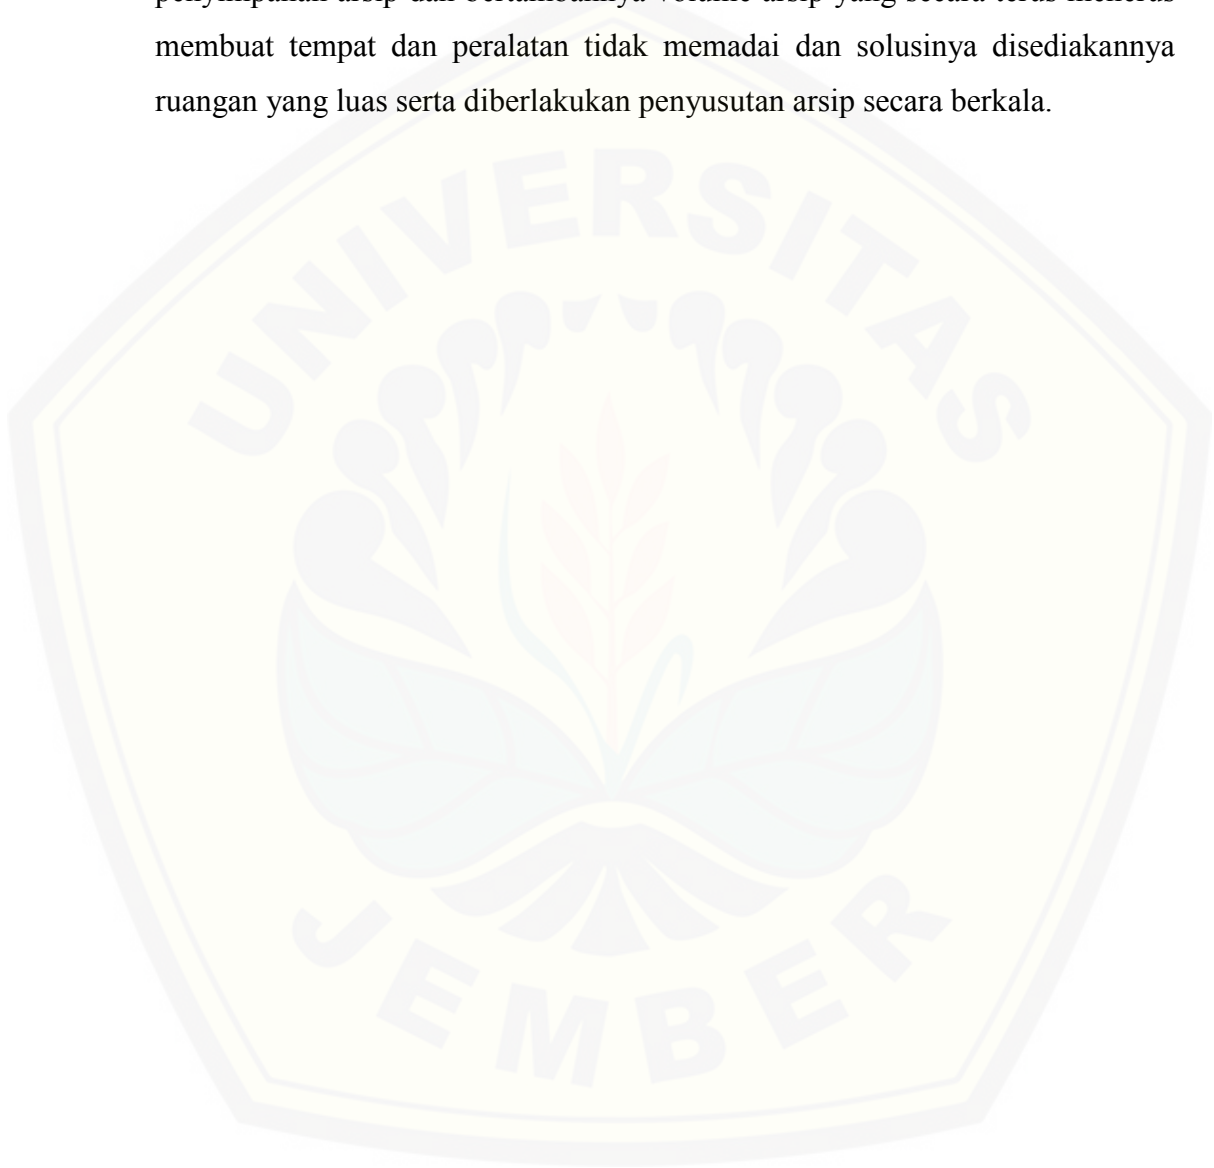 penyimpanan arsip dan bertambahnya volume arsip yang secara terus menerus
membuat tempat dan peralatan tidak memadai dan solusinya disediakannya
ruangan yang luas serta diberlakukan penyusutan arsip secara berkala.
UNIVERSITAS
JEMBER